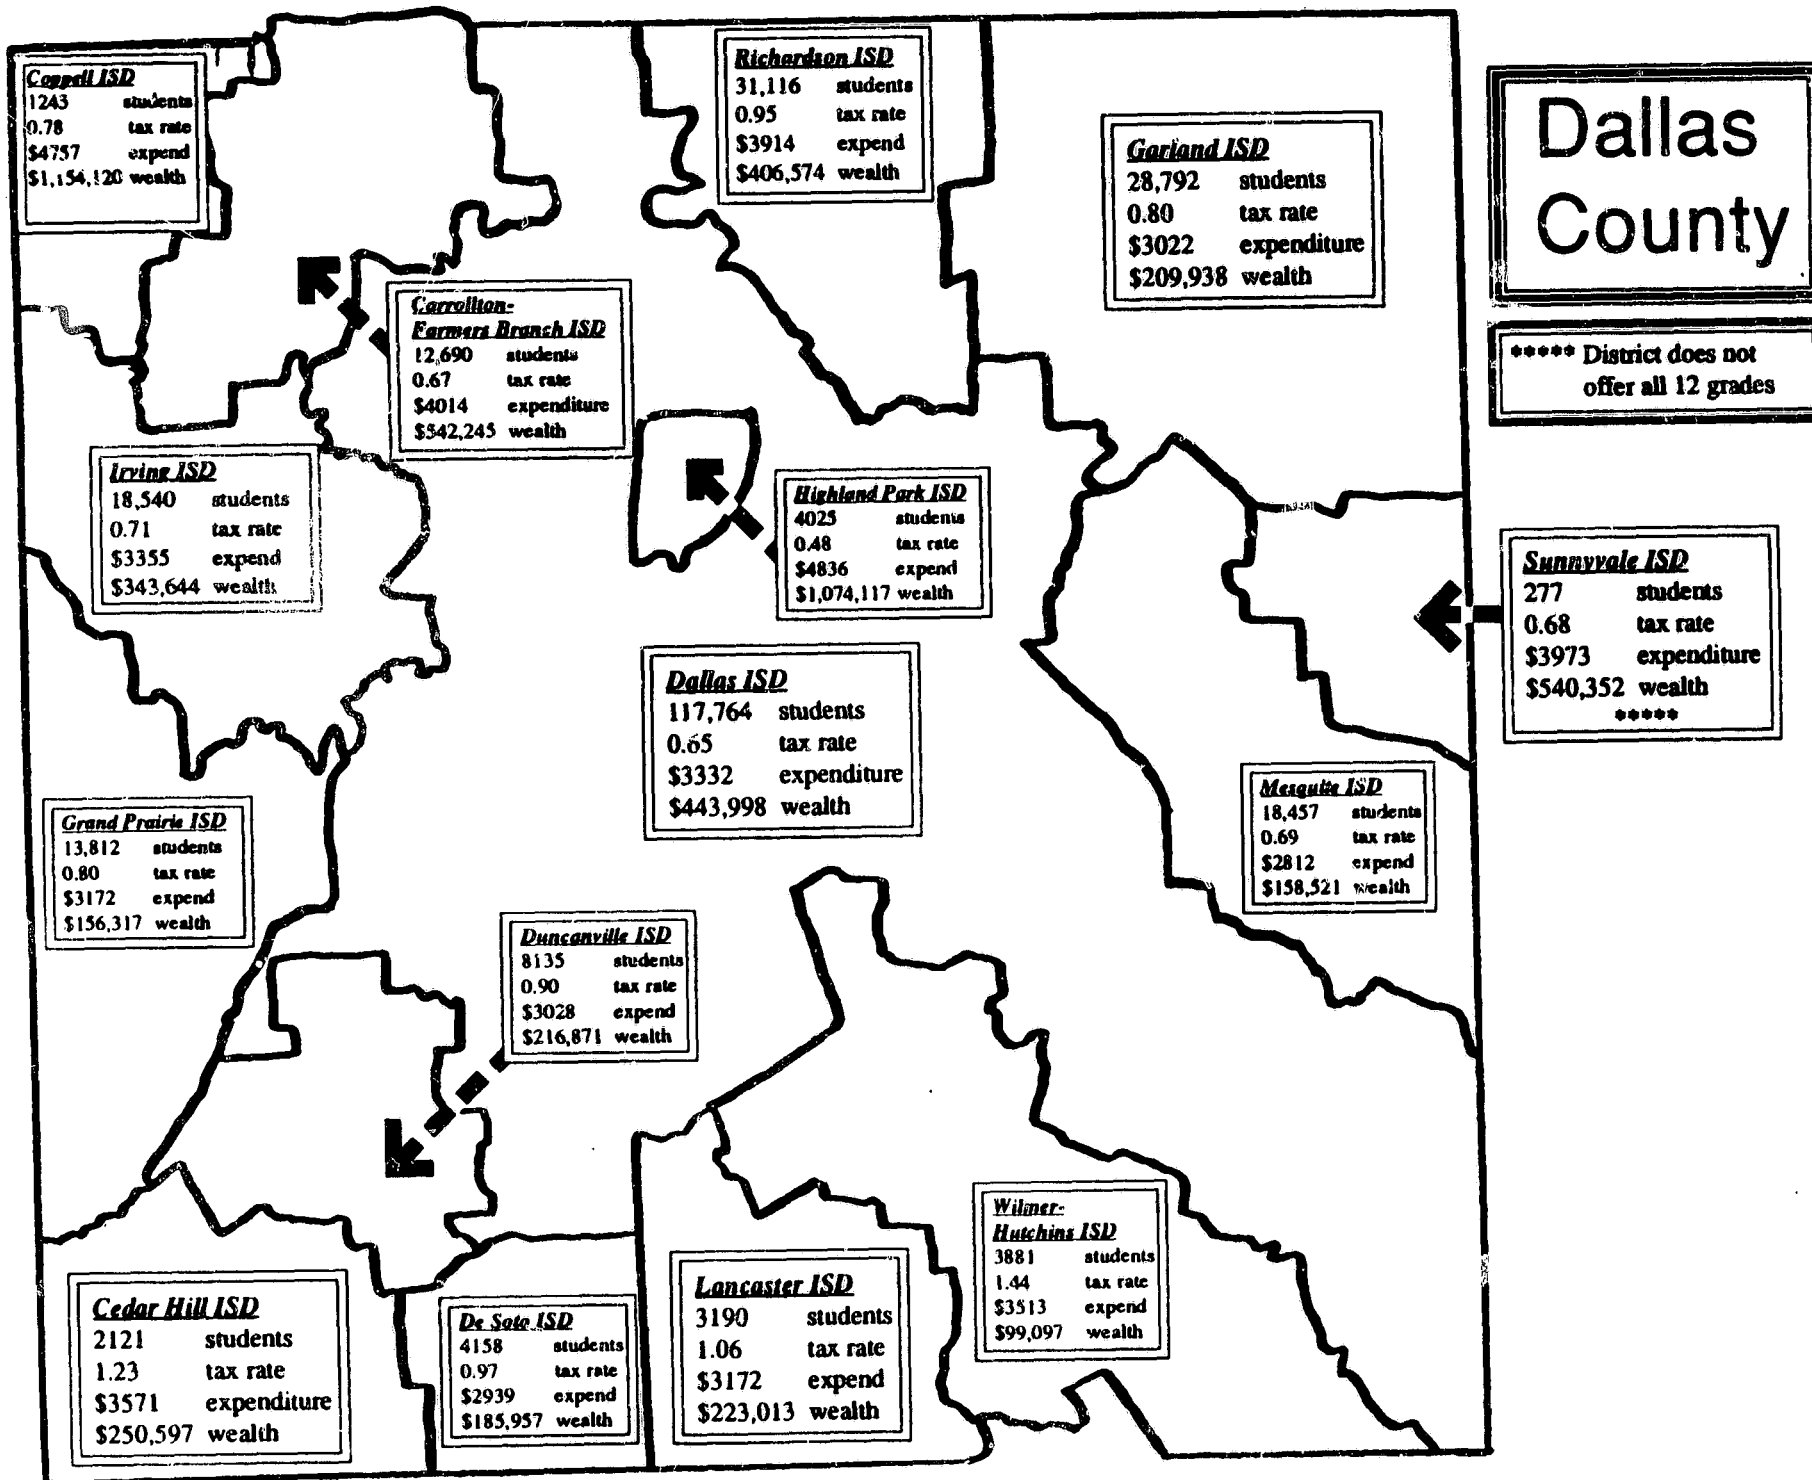 Coppell ISD
1243 students
0.78 tax rate
$4757 expend
$1,154,120 wealth
Richardson ISD
31,116 students
0.95 tax rate
$3914 expend
$406,574 wealth
Garland ISD
28,792 students
0.80 tax rate
$3022 expenditure
$209,938 wealth
Dallas
County
***** District does not
offer all 12 grades
Carrollton-
Farmers Branch ISD
12,690 students
0.67 tax rate
$4014 expenditure
$542,245 wealth
Irving ISD
18,540 students
0.71 tax rate
$3355 expend
$343,644 wealth
Highland Park ISD
4025 students
0.48 tax rate
$4836 expend
$1,074,117 wealth
Sunnyvale ISD
277 students
0.68 tax rate
$3973 expenditure
$540,352 wealth
*****
Dallas ISD
117,764 students
0.65 tax rate
$3332 expenditure
$443,998 wealth
Mesquite ISD
18,457 students
0.69 tax rate
$2812 expend
$158,521 wealth
Grand Prairie ISD
13,812 students
0.80 tax rate
$3172 expend
$156,317 wealth
Duncanville ISD
8135 students
0.90 tax rate
$3028 expend
$216,871 wealth
Wilmer-
Hutchins ISD
3881 students
1.44 tax rate
$3513 expend
$99,097 wealth
Cedar Hill ISD
2121 students
1.23 tax rate
$3571 expenditure
$250,597 wealth
De Soto ISD
4158 students
0.97 tax rate
$2939 expend
$185,957 wealth
Lancaster ISD
3190 students
1.06 tax rate
$3172 expend
$223,013 wealth